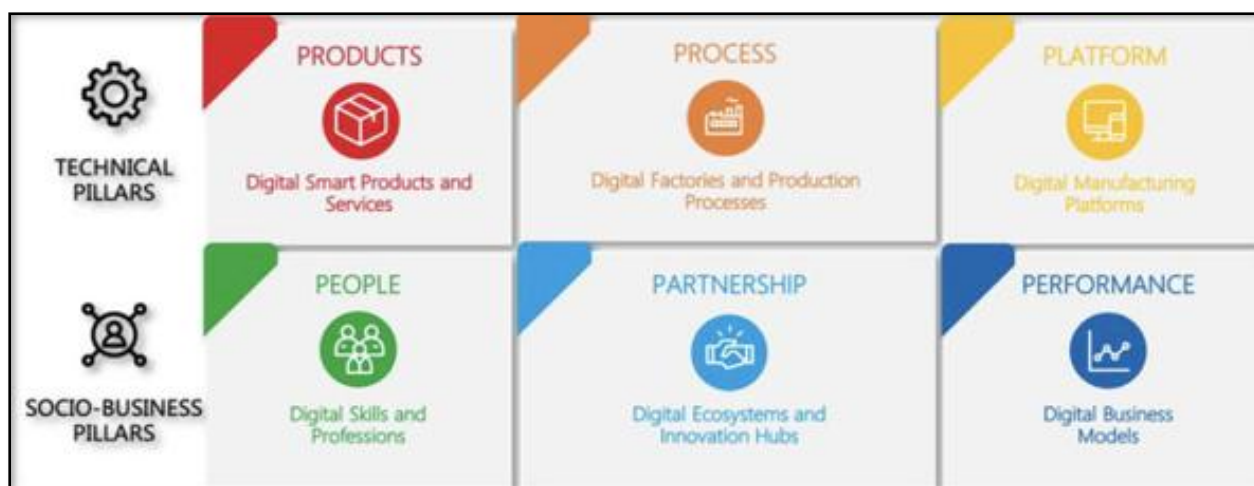 TECHNICAL
PILLARS
PRODUCTS
Digital Smart Products and
Services
PROCESS
Digital Factories and Production
Processes
PLATFORM
Digital Manufacturing
Platforms
SOCIO-BUSINESS
PILLARS
PEOPLE
Digital Skills and
Professions
PARTNERSHIP
Digital Ecosystems and
Innovation Hubs
PERFORMANCE
Digital Business
Models